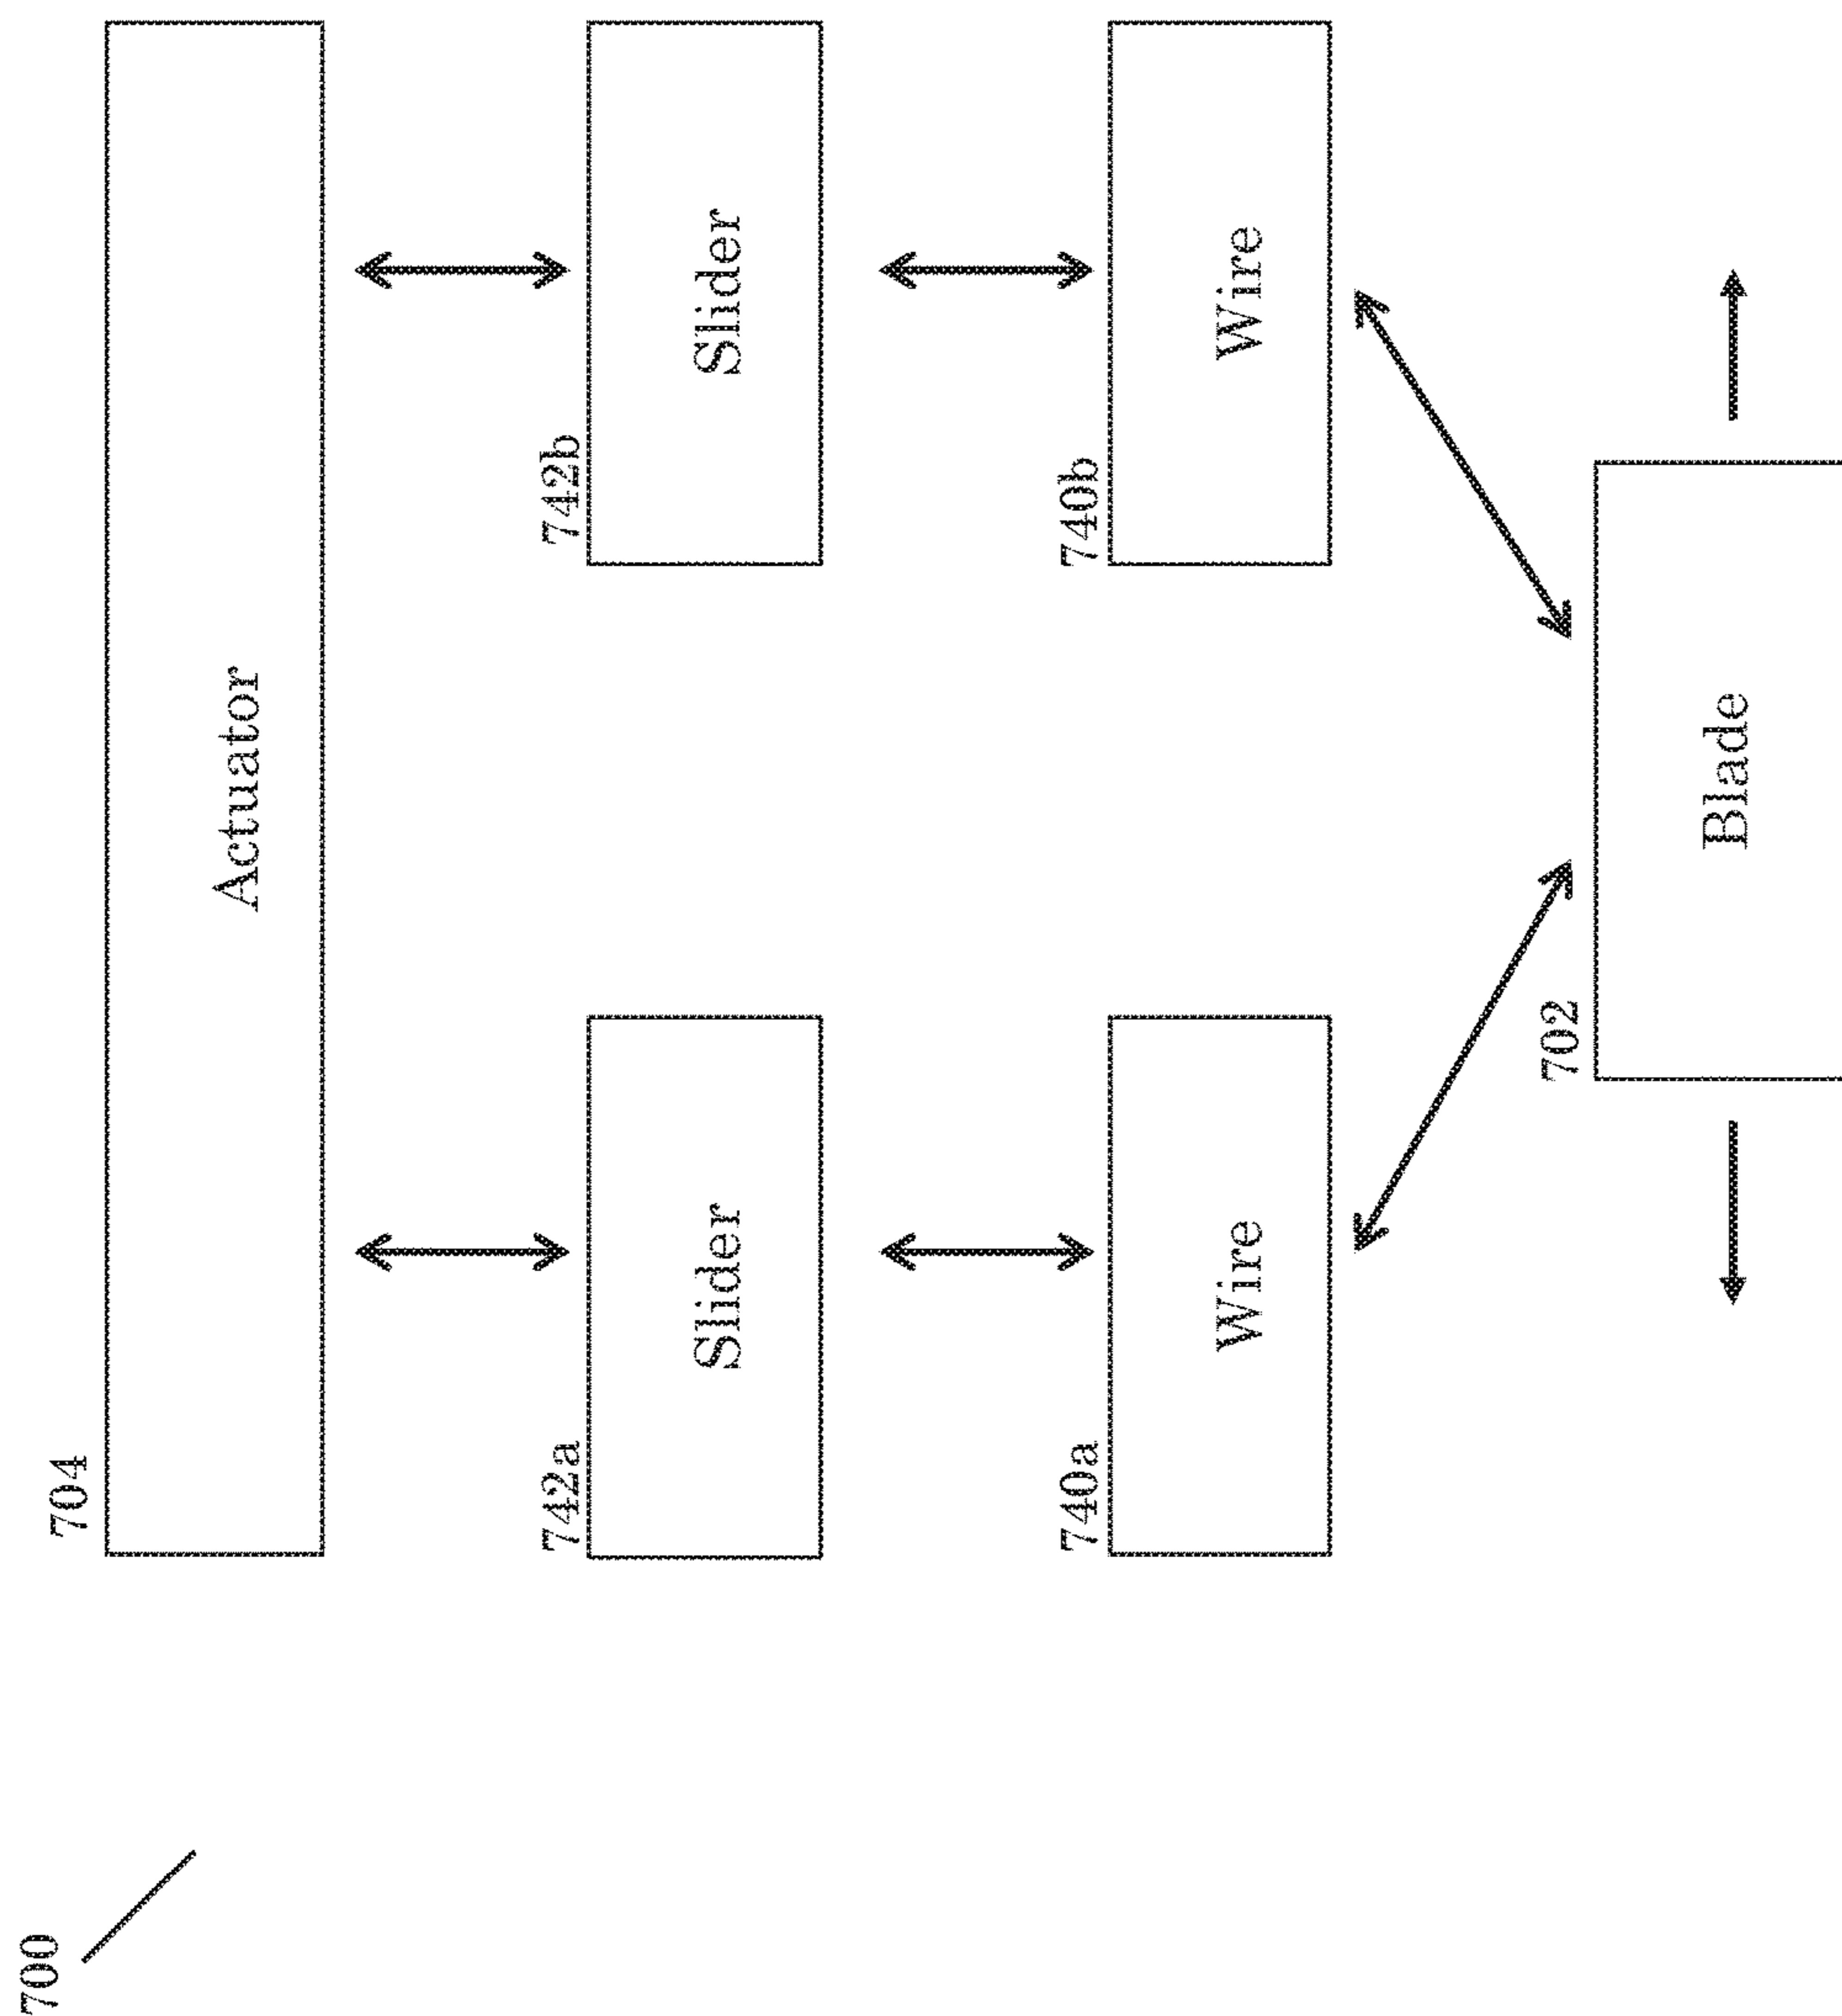 700
704
Actuator
742a
Slider
742b
Slider
740a
Wire
740b
Wire
702
Blade